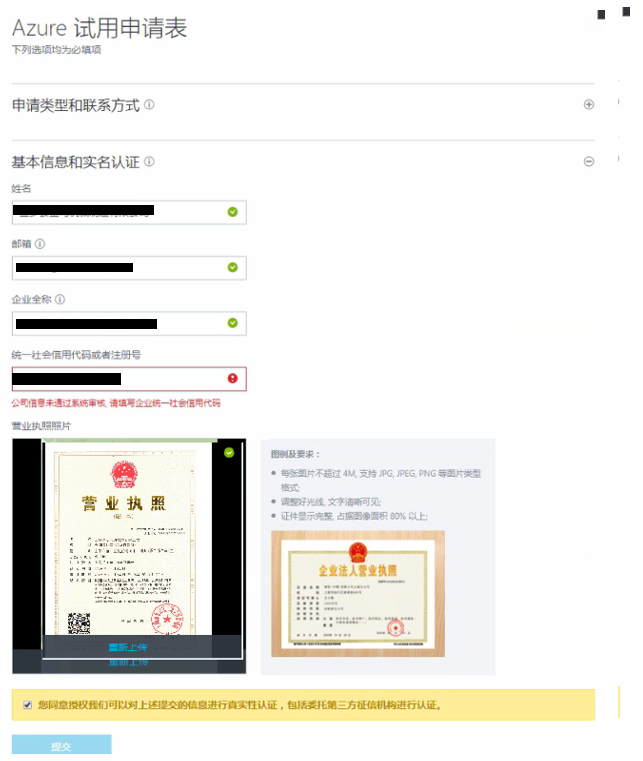 Azure 试用申请表
下列选项均为必填项
申请类型和联系方式
基本信息和实名认证
姓名
邮箱
企业全称
统一社会信用代码或者注册号
公司信息未通过系统审核, 请填写企业统一社会信用代码
营业执照照片
营业执照
重新上传
重新上传
图例及要求：
每张图片不超过 4M, 支持 JPG, JPEG, PNG 等图片类型
格式;
调整好光线, 文字清晰可见;
证件显示完整, 占据图像面积 80% 以上;
企业法人营业执照
您同意授权我们可以对上述提交的信息进行真实性认证，包括委托第三方征信机构进行认证。
提交